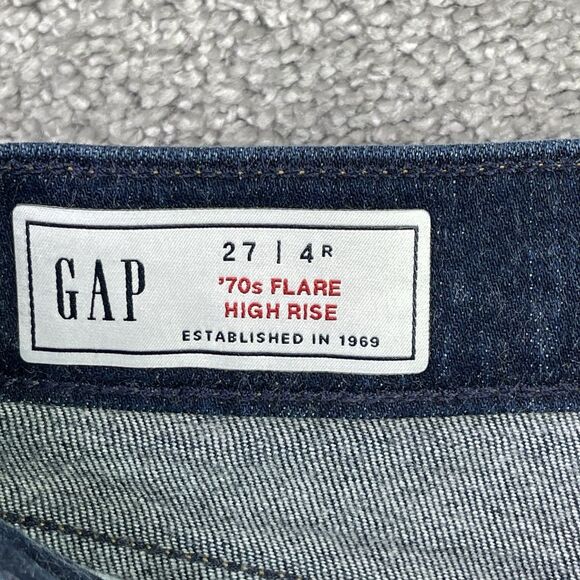 GAP
27 | 4R
'70s FLARE
HIGH RISE
ESTABLISHED IN 1969